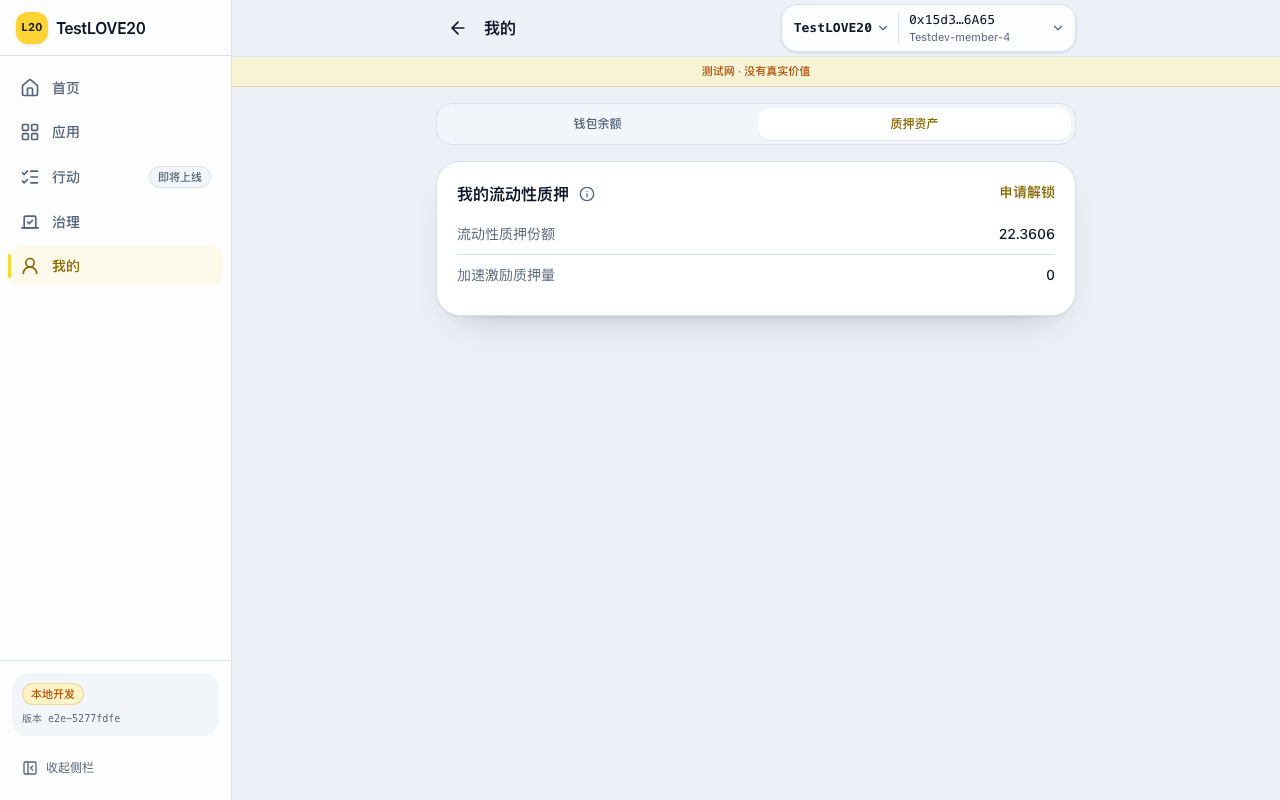 L20 TestLOVE20
首页
应用
行动 即将上线
治理
我的
本地开发
版本 e2e-5277fdfe
收起侧栏
我的
TestLOVE20
0x15d3…6A65
Testdev-member-4
测试网 · 没有真实价值
钱包余额 质押资产
我的流动性质押 申请解锁
流动性质押份额 22.3606
加速激励质押量 0